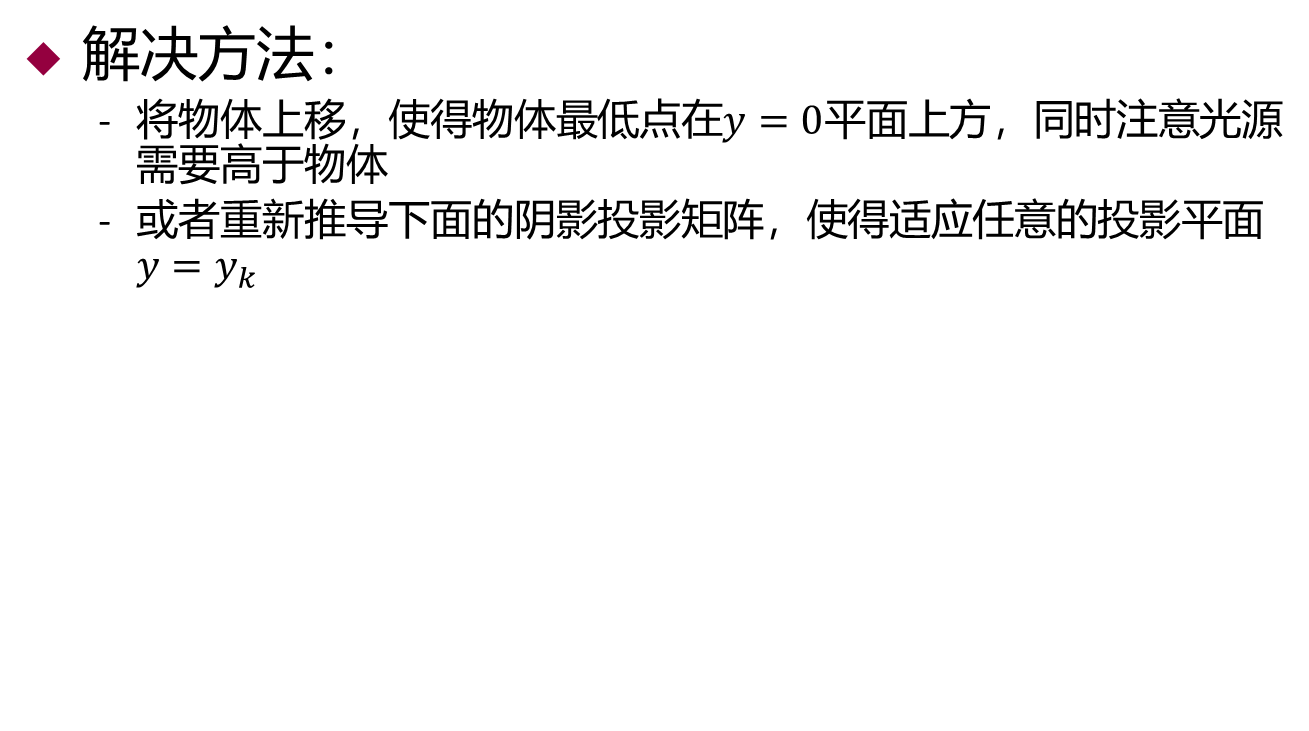 ◆ 解决方法：
- 将物体上移，使得物体最低点在y = 0平面上方，同时注意光源
需要高于物体
- 或者重新推导下面的阴影投影矩阵，使得适应任意的投影平面
y = yₖ